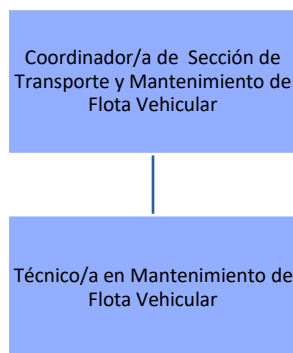 Coordinador/a de Sección de
Transporte y Mantenimiento de
Flota Vehicular
Técnico/a en Mantenimiento de
Flota Vehicular